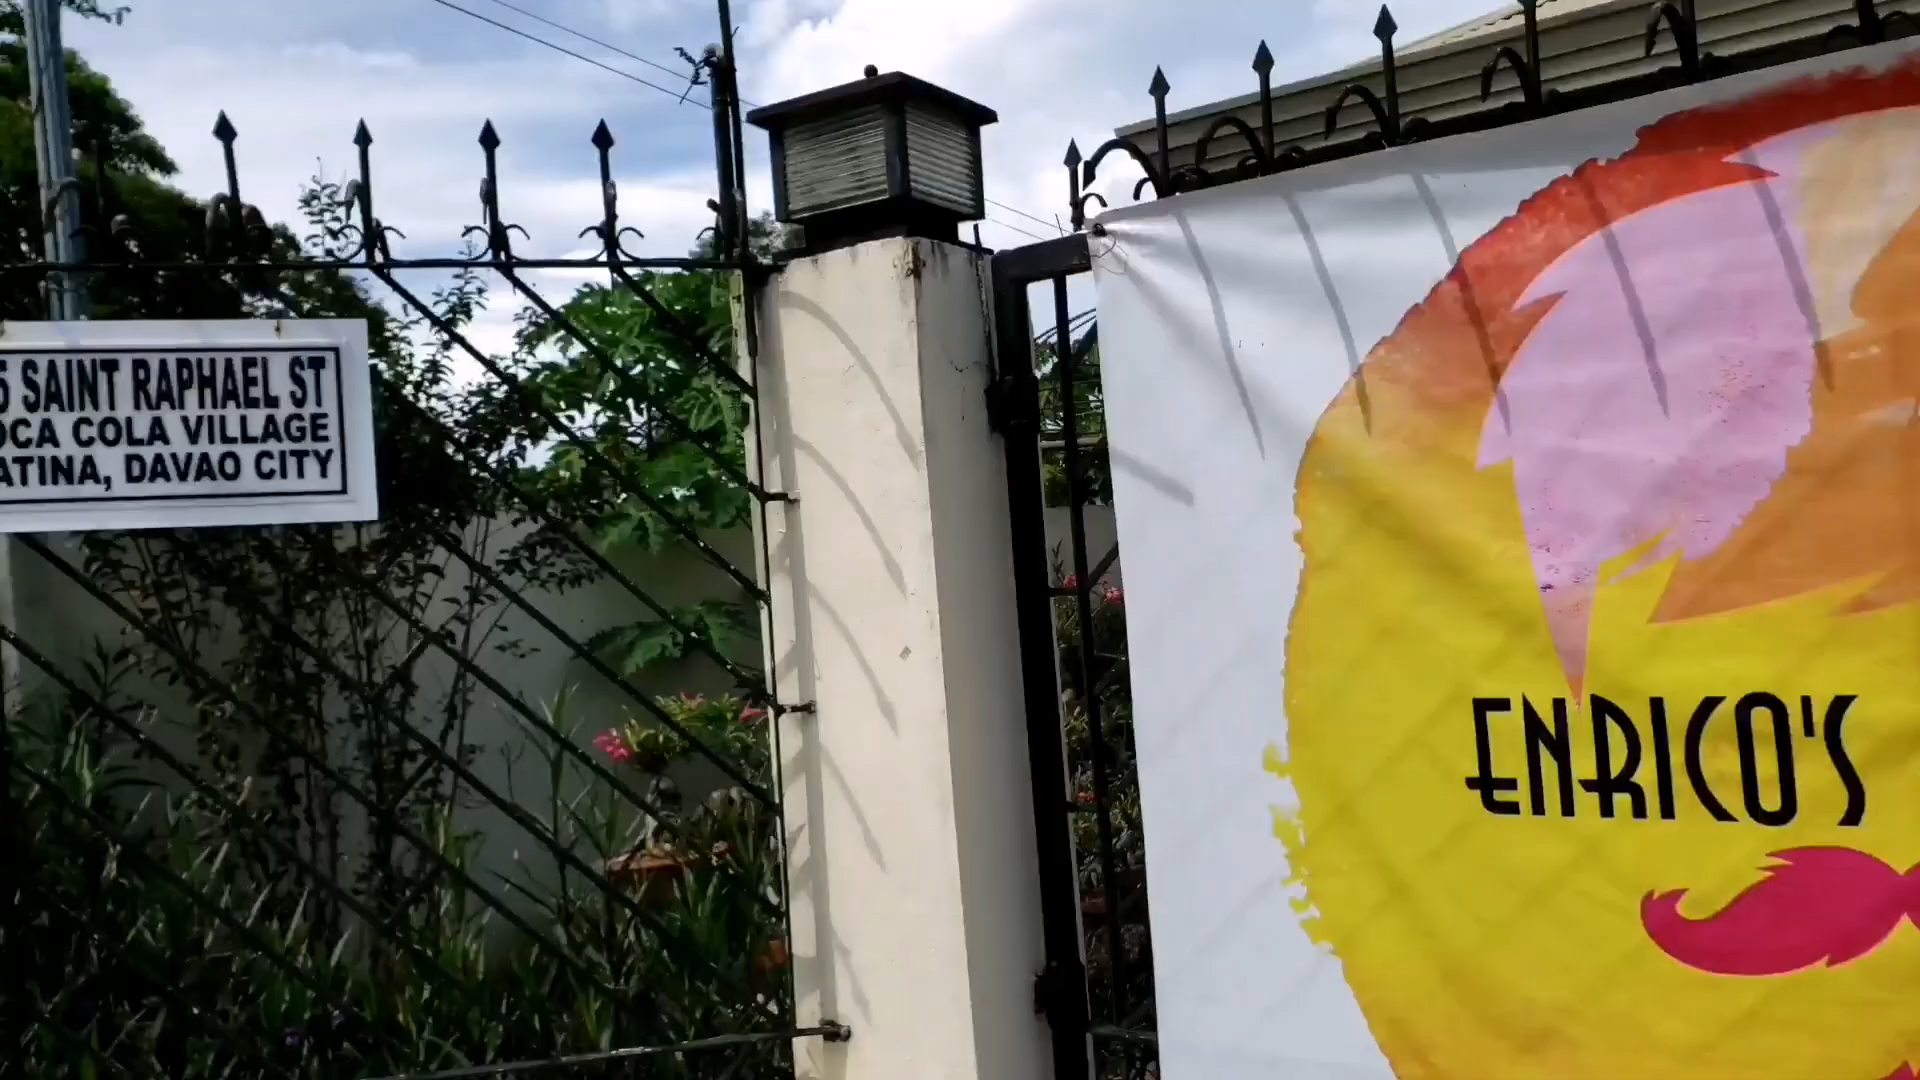 5 SAINT RAPHAEL ST
OCA COLA VILLAGE
ATINA, DAVAO CITY
ENRICO'S